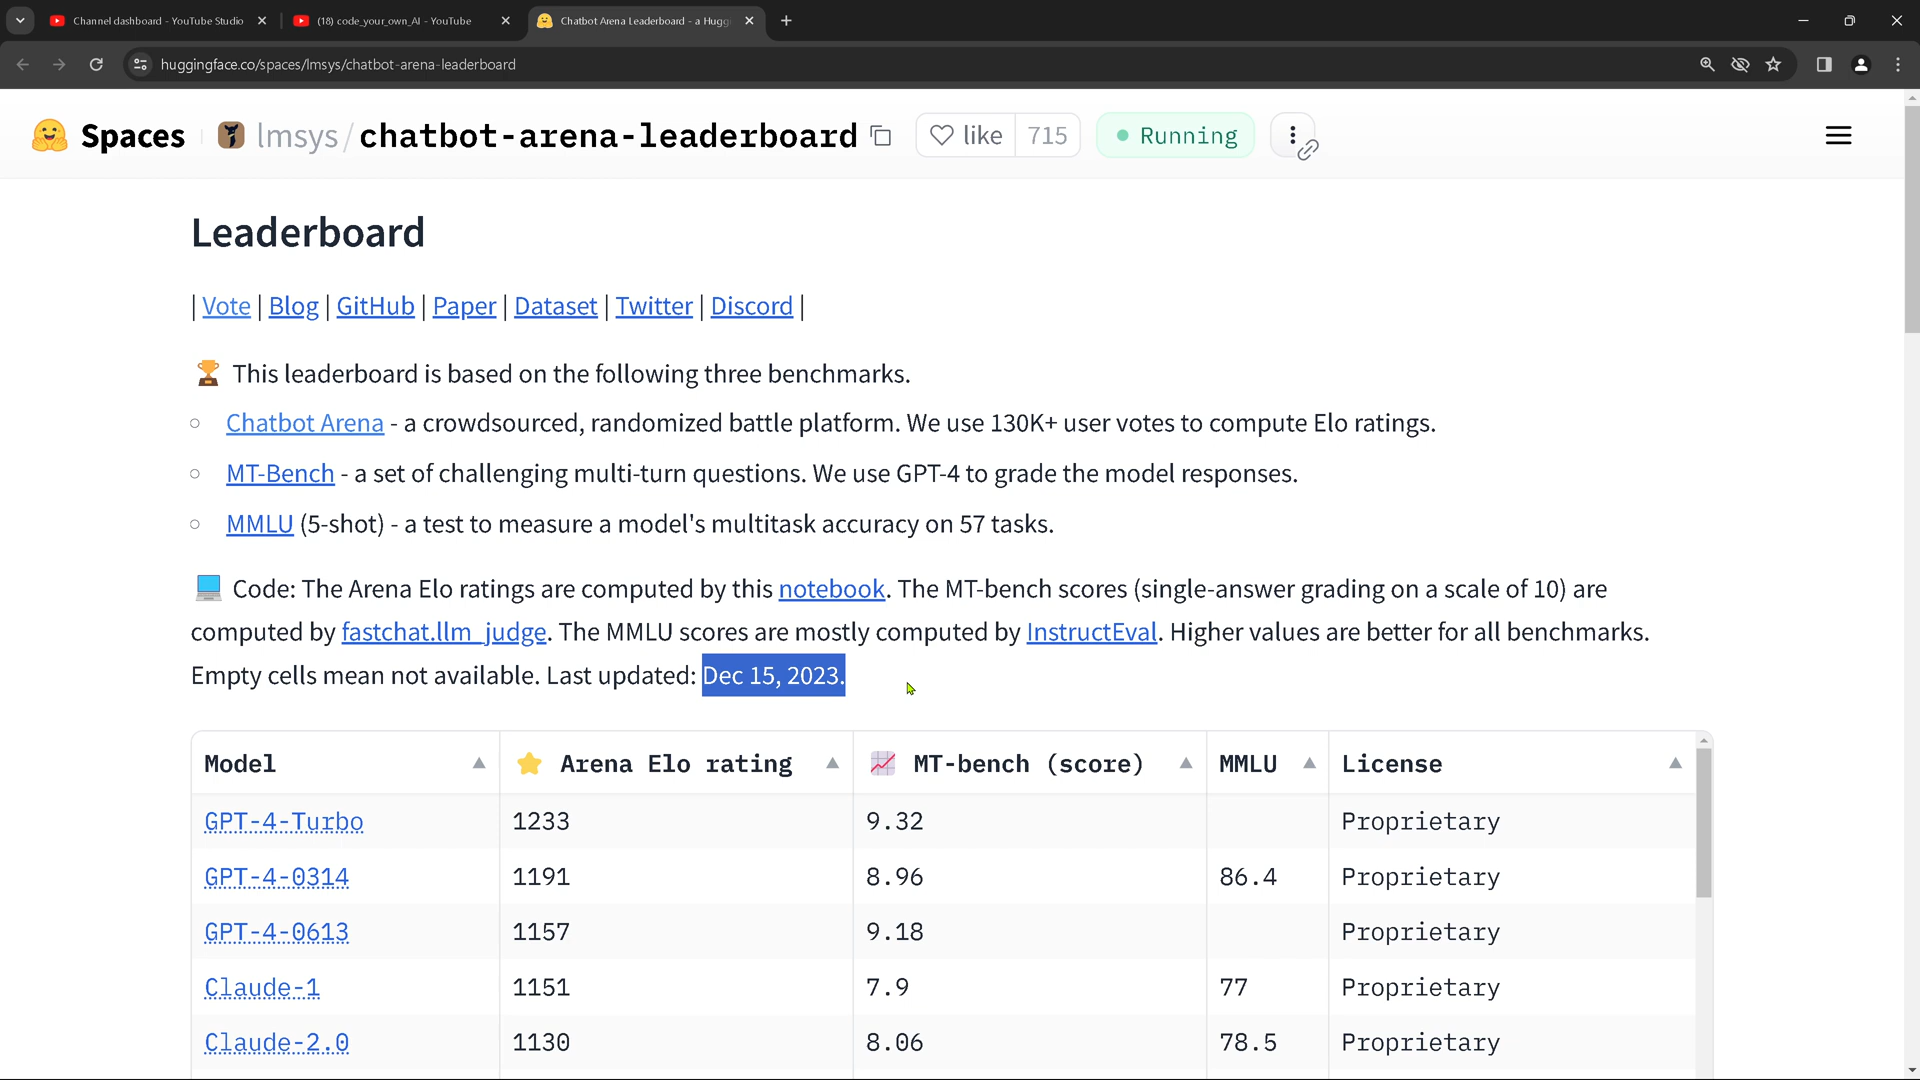 Channel dashboard - YouTube Studio
(18) code_your_own_AI - YouTube
Chatbot Arena Leaderboard - a Hugg
huggingface.co/spaces/lmsys/chatbot-arena-leaderboard
Spaces lmsys/chatbot-arena-leaderboard like 715 Running
Leaderboard
| Vote | Blog | GitHub | Paper | Dataset | Twitter | Discord |
🏆 This leaderboard is based on the following three benchmarks.
Chatbot Arena - a crowdsourced, randomized battle platform. We use 130K+ user votes to compute Elo ratings.
MT-Bench - a set of challenging multi-turn questions. We use GPT-4 to grade the model responses.
MMLU (5-shot) - a test to measure a model's multitask accuracy on 57 tasks.
💻 Code: The Arena Elo ratings are computed by this notebook. The MT-bench scores (single-answer grading on a scale of 10) are
computed by fastchat.llm_judge. The MMLU scores are mostly computed by InstructEval. Higher values are better for all benchmarks.
Empty cells mean not available. Last updated: Dec 15, 2023.
Model ⭐ Arena Elo rating 📈 MT-bench (score) MMLU License
GPT-4-Turbo 1233 9.32 Proprietary
GPT-4-0314 1191 8.96 86.4 Proprietary
GPT-4-0613 1157 9.18 Proprietary
Claude-1 1151 7.9 77 Proprietary
Claude-2.0 1130 8.06 78.5 Proprietary